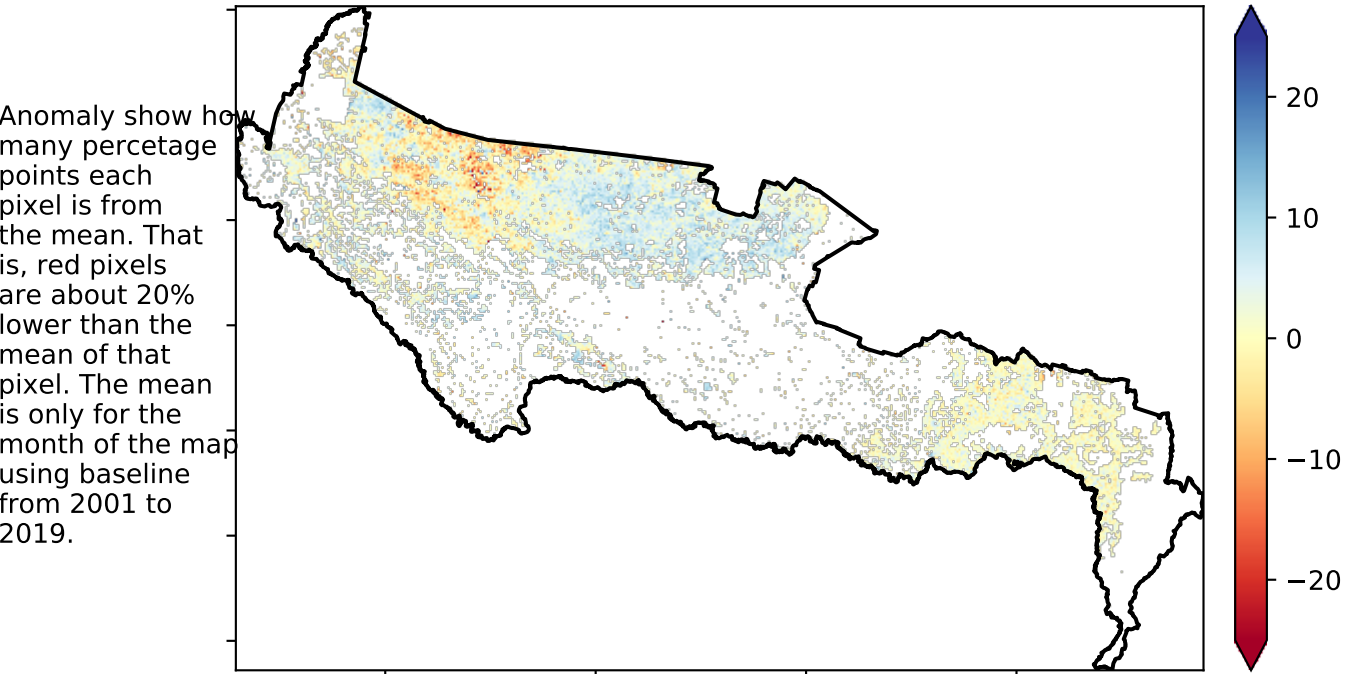 Anomaly show how
many percetage
points each
pixel is from
the mean. That
is, red pixels
are about 20%
lower than the
mean of that
pixel. The mean
is only for the
month of the map
using baseline
from 2001 to
2019.
20
10
0
−10
−20